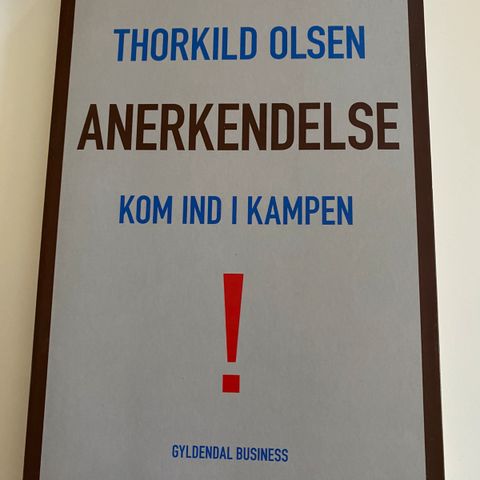 THORKILD OLSEN
ANERKENDELSE
KOM IND I KAMPEN
!
GYLDENDAL BUSINESS